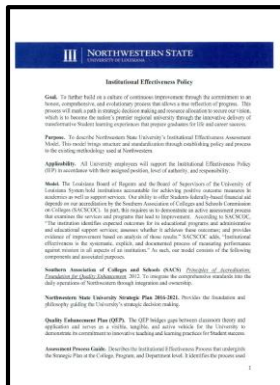 NORTHWESTERN STATE
UNIVERSITY OF LOUISIANA
Institutional Effectiveness Policy
Goal. To further build on a culture of continuous improvement through the commitment to an
honest, comprehensive, and evolutionary process that allows a true reflection of progress. This
process will mark a path to strategic decision making and resource allocation to secure our vision,
which is to become the nation's premier regional university through the innovative delivery of
transformative Student learning experiences that prepare graduates for life and career success.
Purpose. To describe Northwestern State University's Institutional Effectiveness Assessment
Model. This model brings structure and standardization through establishing policy and process
to the existing methodology used at Northwestern.
Applicability. All University employees will support the Institutional Effectiveness Policy
(IEP) in accordance with their assigned position, level of authority, and responsibility.
Model. The Louisiana Board of Regents and the Board of Supervisors of the University of
Louisiana System hold institutions accountable for achieving positive outcome measures in
academics as well as support services. Our ability to offer Students federally-based financial aid
depends on our accreditation by the Southern Association of Colleges and Schools Commission
on Colleges (SACSCOC). In part, this requires us to demonstrate an active assessment process
that examines the services and programs that lead to improvement. According to SACSCOC,
"The institution identifies expected outcomes for its educational programs and administrative
and educational support services; assesses whether it achieves these outcomes; and provides
evidence of improvement based on analysis of those results." SACSCOC adds, "Institutional
effectiveness is the systematic, explicit, and documented process of measuring performance
against mission in all aspects of an institution." As such, our model consists of the following
components and associated purposes.
Southern Association of Colleges and Schools (SACS) Principles of Accreditation:
Foundation for Quality Enhancement 2012. To integrate the comprehensive standards into the daily
operations of Northwestern through integration and ownership.
Northwestern State University Strategic Plan 2016-2021. Provides the foundation and
philosophy guiding the University's strategic decision making.
Quality Enhancement Plan (QEP). The QEP bridges gaps between classroom theory and
application and serves as a visible, tangible, and active vehicle for the University to
demonstrate its commitment to innovative teaching and learning practices for Student success.
Assessment Process Guide. Describes the Institutional Effectiveness Process that undergirds
the Strategic Plan at the College, Program, and Department level. It identifies the process used
1